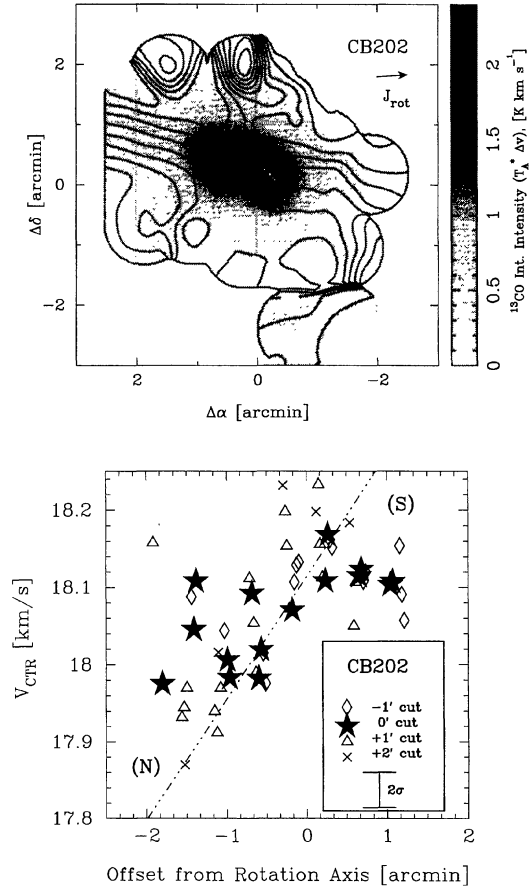 CB202
J_rot
2
0
−2
Δδ [arcmin]
2
0
−2
Δα [arcmin]
0
0.5
1
1.5
2
¹³CO Int. Intensity (T_A* Δv), [K km s⁻¹]
(S)
(N)
18.2
18.1
18
17.9
17.8
V_CTR [km/s]
CB202
−1' cut
0' cut
+1' cut
+2' cut
2σ
−2
−1
0
1
2
Offset from Rotation Axis [arcmin]